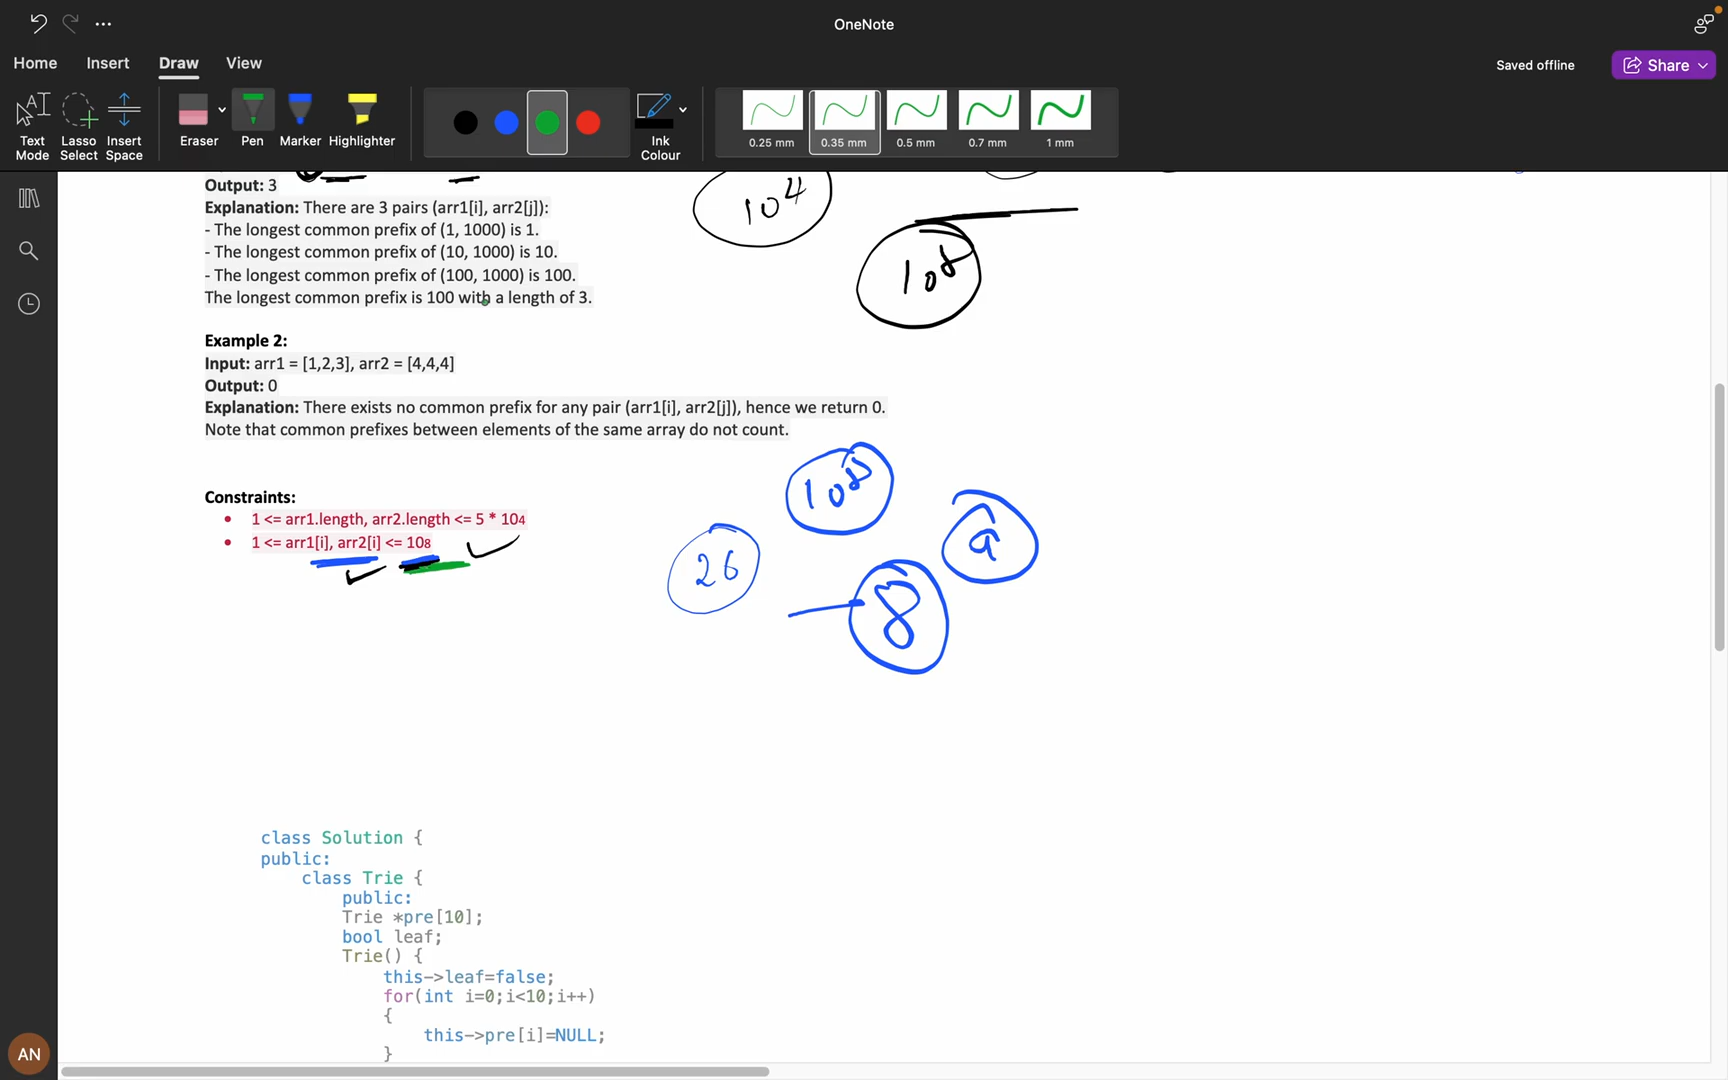 OneNote
Home Insert Draw View
Saved offline
Share
Text Mode
Lasso Select
Insert Space
Eraser
Pen
Marker
Highlighter
Ink Colour
0.25 mm
0.35 mm
0.5 mm
0.7 mm
1 mm
Output: 3
Explanation: There are 3 pairs (arr1[i], arr2[j]):
- The longest common prefix of (1, 1000) is 1.
- The longest common prefix of (10, 1000) is 10.
- The longest common prefix of (100, 1000) is 100.
The longest common prefix is 100 with a length of 3.
10^4
10^8
Example 2:
Input: arr1 = [1,2,3], arr2 = [4,4,4]
Output: 0
Explanation: There exists no common prefix for any pair (arr1[i], arr2[j]), hence we return 0.
Note that common prefixes between elements of the same array do not count.
Constraints:
• 1 <= arr1.length, arr2.length <= 5 * 104
• 1 <= arr1[i], arr2[i] <= 108
10^8
26
8
class Solution {
public:
class Trie {
public:
Trie *pre[10];
bool leaf;
Trie() {
this->leaf=false;
for(int i=0;i<10;i++)
{
this->pre[i]=NULL;
}
AN